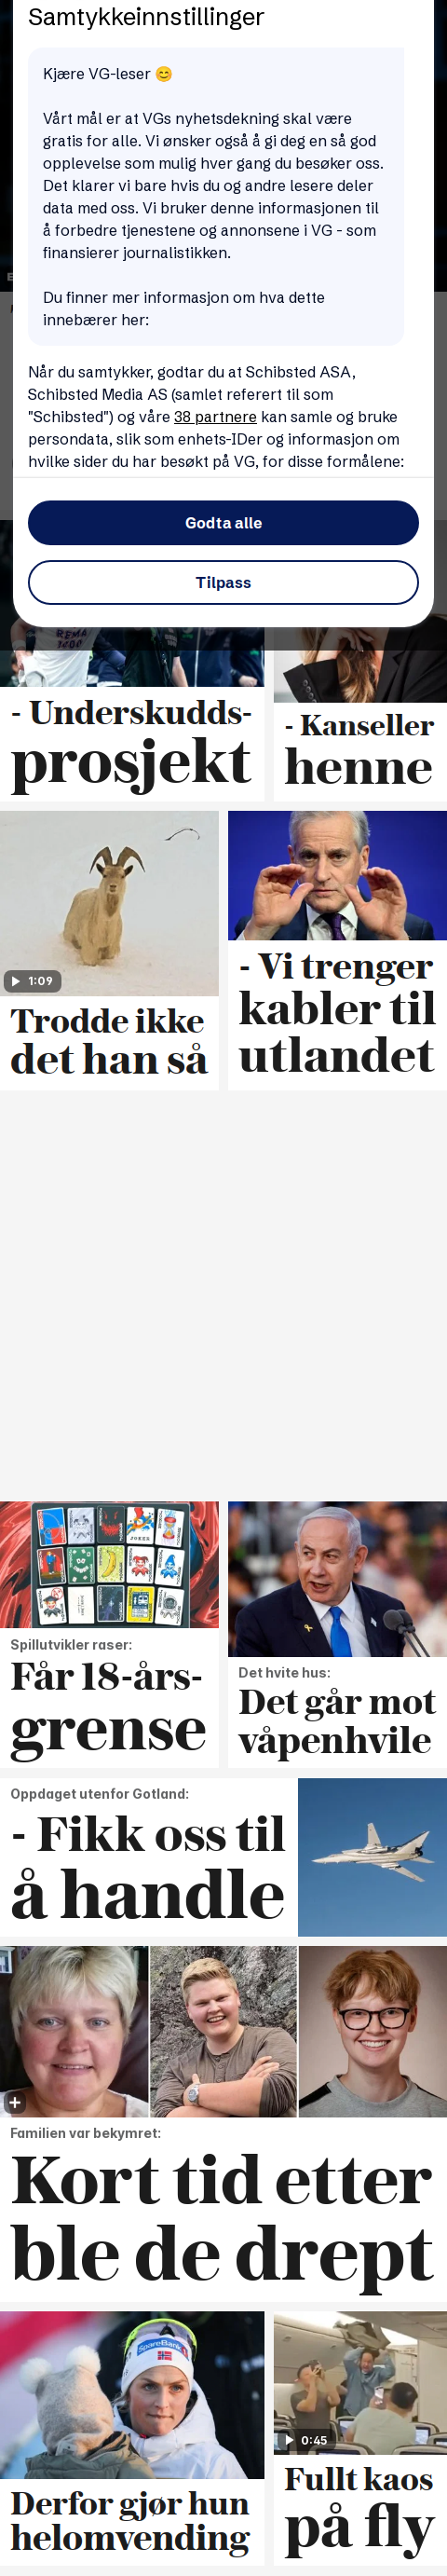 Samtykkeinnstillinger
Kjære VG-leser 😊
Vårt mål er at VGs nyhetsdekning skal være
gratis for alle. Vi ønsker også å gi deg en så god
opplevelse som mulig hver gang du besøker oss.
Det klarer vi bare hvis du og andre lesere deler
data med oss. Vi bruker denne informasjonen til
å forbedre tjenestene og annonsene i VG - som
finansierer journalistikken.
Du finner mer informasjon om hva dette
innebærer her:
Når du samtykker, godtar du at Schibsted ASA,
Schibsted Media AS (samlet referert til som
"Schibsted") og våre 38 partnere kan samle og bruke
persondata, slik som enhets-IDer og informasjon om
hvilke sider du har besøkt på VG, for disse formålene:
Godta alle
Tilpass
REMA
1000
- Underskudds-
prosjekt
- Kanseller
henne
1:09
Trodde ikke
det han så
- Vi trenger
kabler til
utlandet
JOKER
Spillutvikler raser:
Får 18-års-
grense
Det hvite hus:
Det går mot
våpenhvile
Oppdaget utenfor Gotland:
- Fikk oss til
å handle
Familien var bekymret:
Kort tid etter
ble de drept
SpareBank
Derfor gjør hun
helomvending
0:45
Fullt kaos
på fly